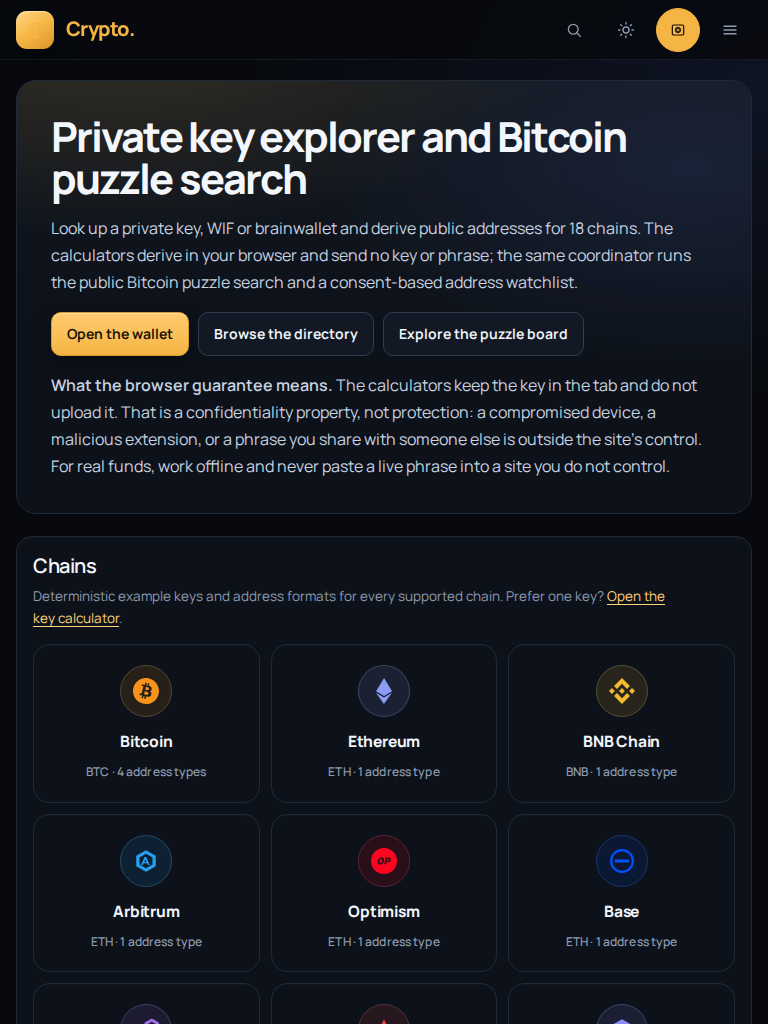 Crypto.
Private key explorer and Bitcoin
puzzle search
Look up a private key, WIF or brainwallet and derive public addresses for 18 chains. The
calculators derive in your browser and send no key or phrase; the same coordinator runs
the public Bitcoin puzzle search and a consent-based address watchlist.
Open the wallet
Browse the directory
Explore the puzzle board
What the browser guarantee means. The calculators keep the key in the tab and do not
upload it. That is a confidentiality property, not protection: a compromised device, a
malicious extension, or a phrase you share with someone else is outside the site's control.
For real funds, work offline and never paste a live phrase into a site you do not control.
Chains
Deterministic example keys and address formats for every supported chain. Prefer one key? Open the
key calculator.
Bitcoin
BTC · 4 address types
Ethereum
ETH · 1 address type
BNB Chain
BNB · 1 address type
A
Arbitrum
ETH · 1 address type
OP
Optimism
ETH · 1 address type
Base
ETH · 1 address type